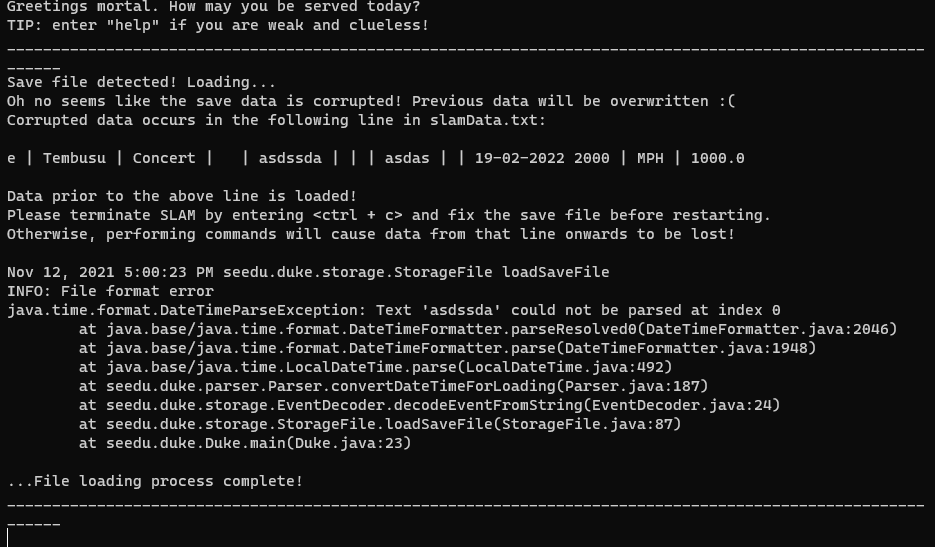 Greetings mortal. How may you be served today?
TIP: enter "help" if you are weak and clueless!
______________________________________________________________________________________________________
______
Save file detected! Loading...
Oh no seems like the save data is corrupted! Previous data will be overwritten :(
Corrupted data occurs in the following line in slamData.txt:
e | Tembusu | Concert |   | asdssda | | | asdas | | 19-02-2022 2000 | MPH | 1000.0
Data prior to the above line is loaded!
Please terminate SLAM by entering <ctrl + c> and fix the save file before restarting.
Otherwise, performing commands will cause data from that line onwards to be lost!
Nov 12, 2021 5:00:23 PM seedu.duke.storage.StorageFile loadSaveFile
INFO: File format error
java.time.format.DateTimeParseException: Text 'asdssda' could not be parsed at index 0
        at java.base/java.time.format.DateTimeFormatter.parseResolved0(DateTimeFormatter.java:2046)
        at java.base/java.time.format.DateTimeFormatter.parse(DateTimeFormatter.java:1948)
        at java.base/java.time.LocalDateTime.parse(LocalDateTime.java:492)
        at seedu.duke.parser.Parser.convertDateTimeForLoading(Parser.java:187)
        at seedu.duke.storage.EventDecoder.decodeEventFromString(EventDecoder.java:24)
        at seedu.duke.storage.StorageFile.loadSaveFile(StorageFile.java:87)
        at seedu.duke.Duke.main(Duke.java:23)
...File loading process complete!
______________________________________________________________________________________________________
______